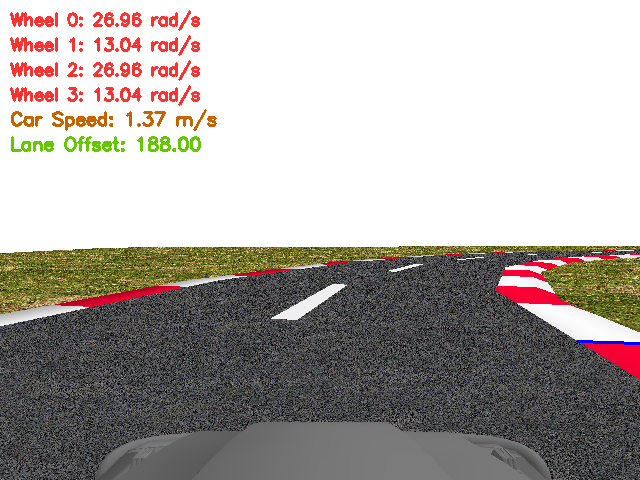 Wheel 0: 26.96 rad/s
Wheel 1: 13.04 rad/s
Wheel 2: 26.96 rad/s
Wheel 3: 13.04 rad/s
Car Speed: 1.37 m/s
Lane Offset: 188.00